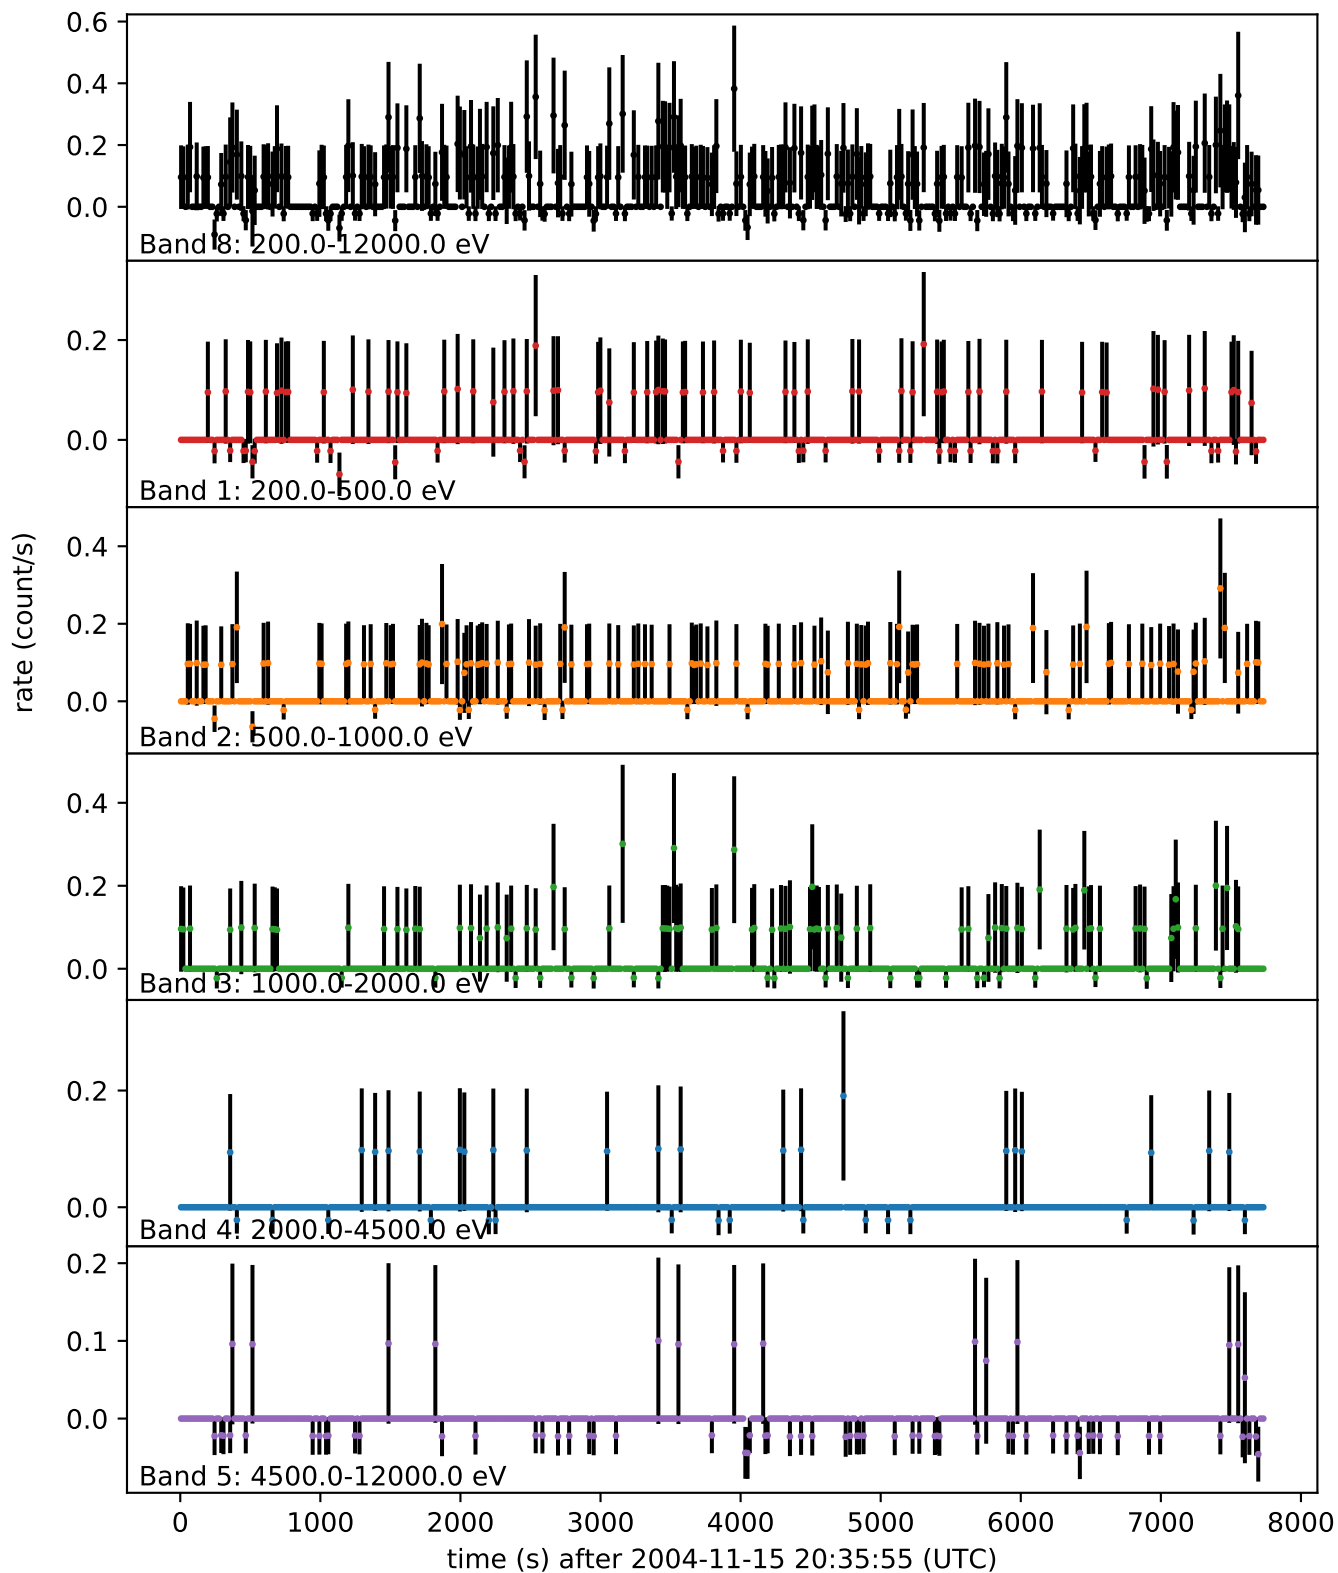 0.6
0.4
0.2
0.0
Band 8: 200.0-12000.0 eV
0.2
0.0
Band 1: 200.0-500.0 eV
rate (count/s)
0.4
0.2
0.0
Band 2: 500.0-1000.0 eV
0.4
0.2
0.0
Band 3: 1000.0-2000.0 eV
0.2
0.0
Band 4: 2000.0-4500.0 eV
0.2
0.1
0.0
Band 5: 4500.0-12000.0 eV
0 1000 2000 3000 4000 5000 6000 7000 8000
time (s) after 2004-11-15 20:35:55 (UTC)